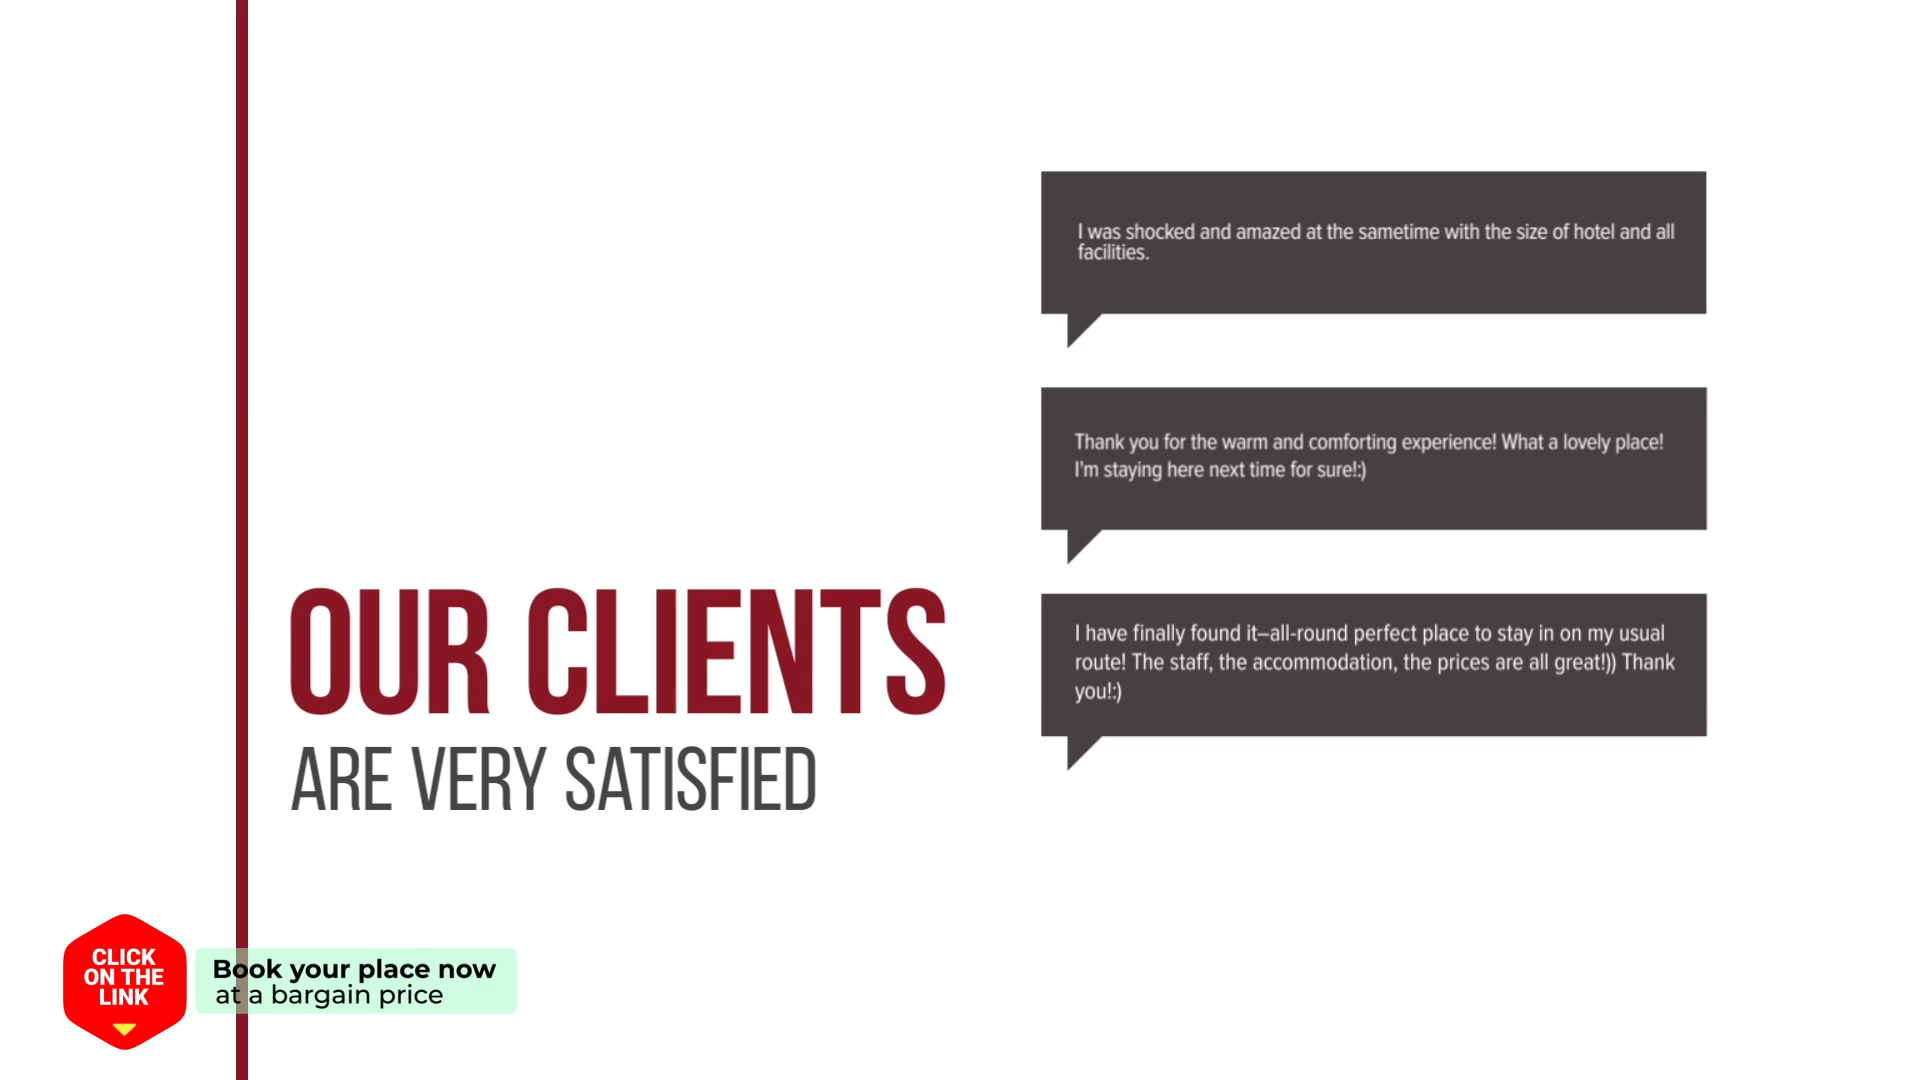 I was shocked and amazed at the sametime with the size of hotel and all
facilities.
Thank you for the warm and comforting experience! What a lovely place!
I'm staying here next time for sure!:)
I have finally found it–all-round perfect place to stay in on my usual
route! The staff, the accommodation, the prices are all great!)) Thank
you!:)
OUR CLIENTS
ARE VERY SATISFIED
CLICK
ON THE
LINK
Book your place now
at a bargain price